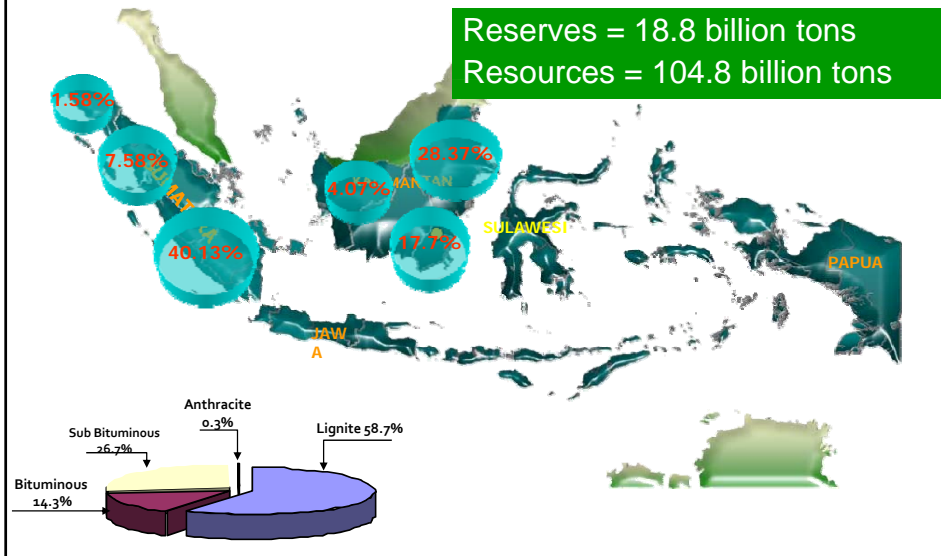 Reserves = 18.8 billion tons
Resources = 104.8 billion tons
1.58%
7.58%
40.13%
28.37%
4.07%
17.7%
SULAWESI
PAPUA
JAW
A
Anthracite
0.3%
Lignite 58.7%
Sub Bituminous
26.7%
Bituminous
14.3%